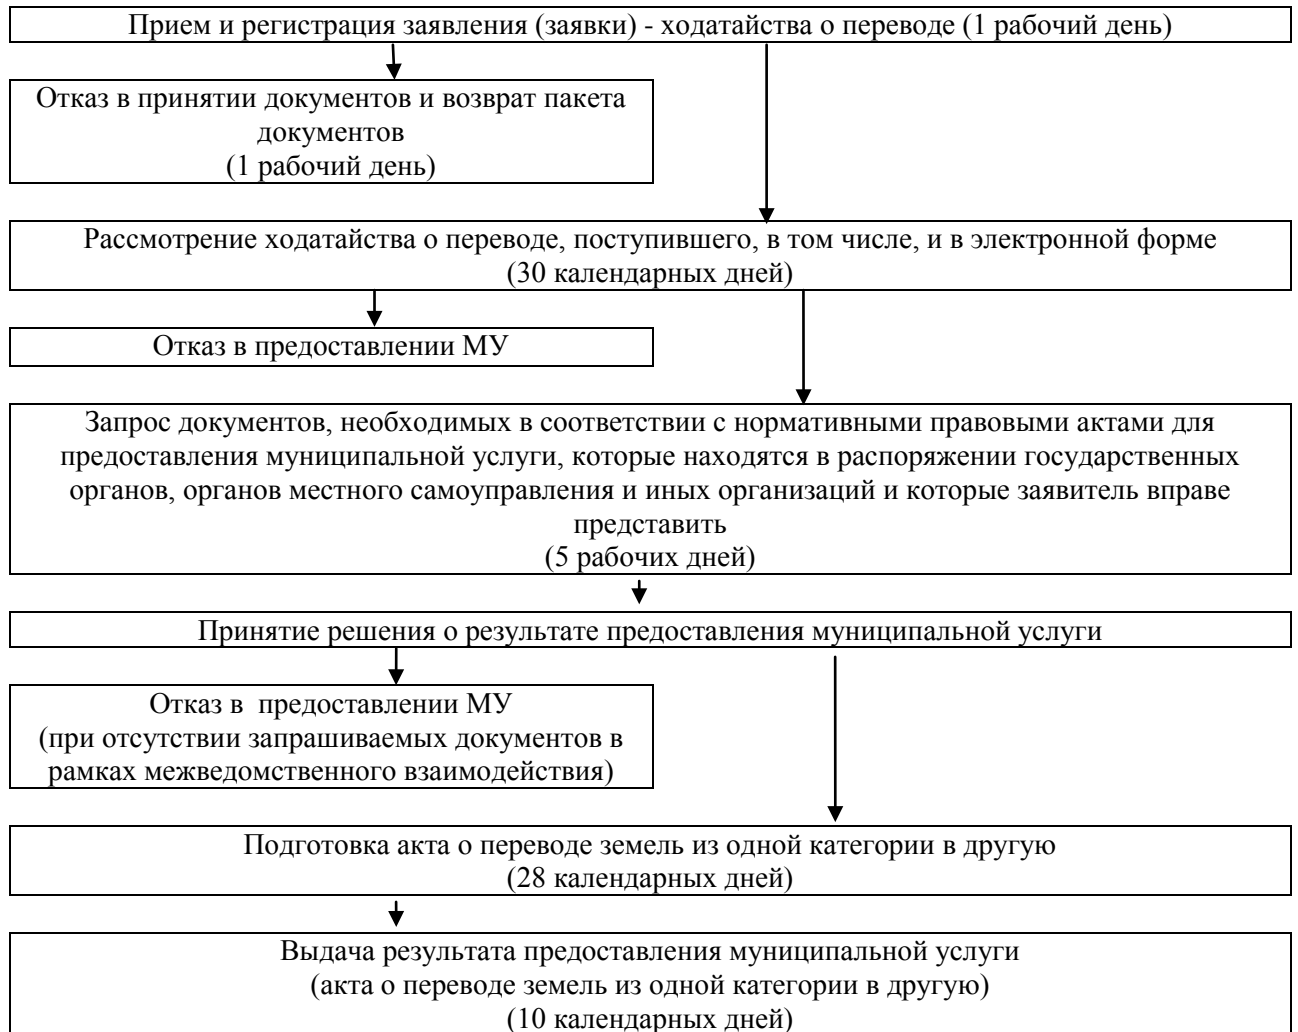 Прием и регистрация заявления (заявки) - ходатайства о переводе (1 рабочий день)
Отказ в принятии документов и возврат пакета
документов
(1 рабочий день)
Рассмотрение ходатайства о переводе, поступившего, в том числе, и в электронной форме
(30 календарных дней)
Отказ в предоставлении МУ
Запрос документов, необходимых в соответствии с нормативными правовыми актами для
предоставления муниципальной услуги, которые находятся в распоряжении государственных
органов, органов местного самоуправления и иных организаций и которые заявитель вправе
представить
(5 рабочих дней)
Принятие решения о результате предоставления муниципальной услуги
Отказ в  предоставлении МУ
(при отсутствии запрашиваемых документов в
рамках межведомственного взаимодействия)
Подготовка акта о переводе земель из одной категории в другую
(28 календарных дней)
Выдача результата предоставления муниципальной услуги
(акта о переводе земель из одной категории в другую)
(10 календарных дней)